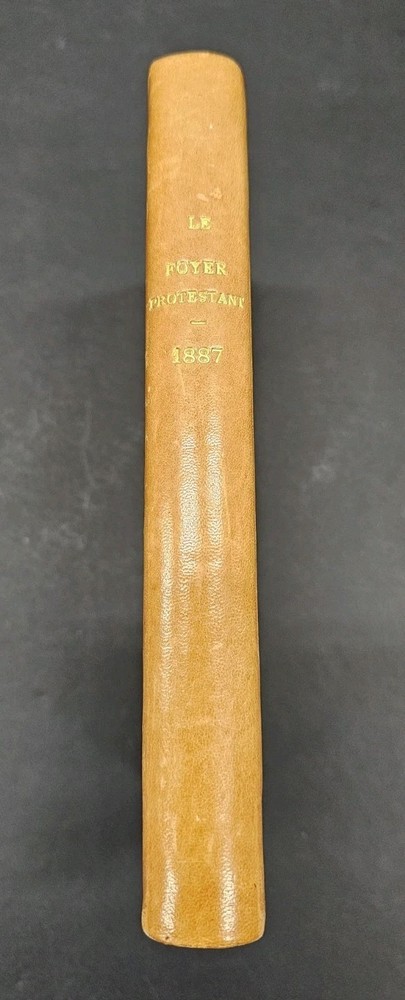 LE
FOYER
PROTESTANT
—
1887